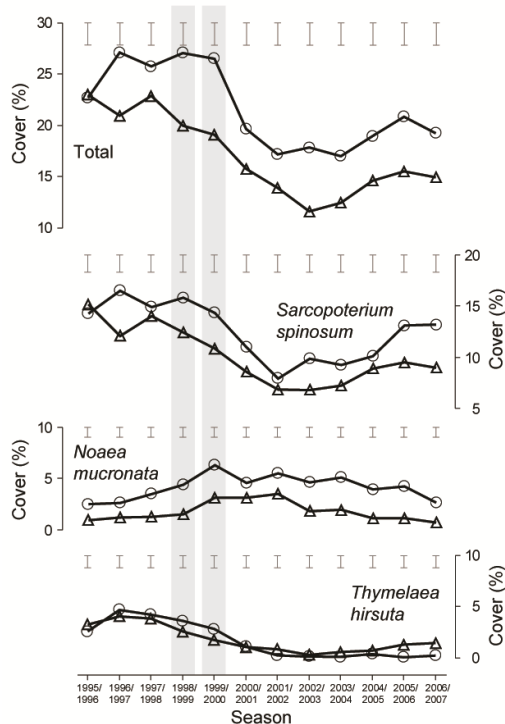 30
25
20
15
10
Cover (%)
Total
20
15
10
5
Cover (%)
Sarcopoterium
spinosum
10
5
0
Cover (%)
Noaea
mucronata
10
5
0
Cover (%)
Thymelaea
hirsuta
1995/ 1996/ 1997/ 1998/ 1999/ 2000/ 2001/ 2002/ 2003/ 2004/ 2005/ 2006/
1996 1997 1998 1999 2000 2001 2002 2003 2004 2005 2006 2007
Season